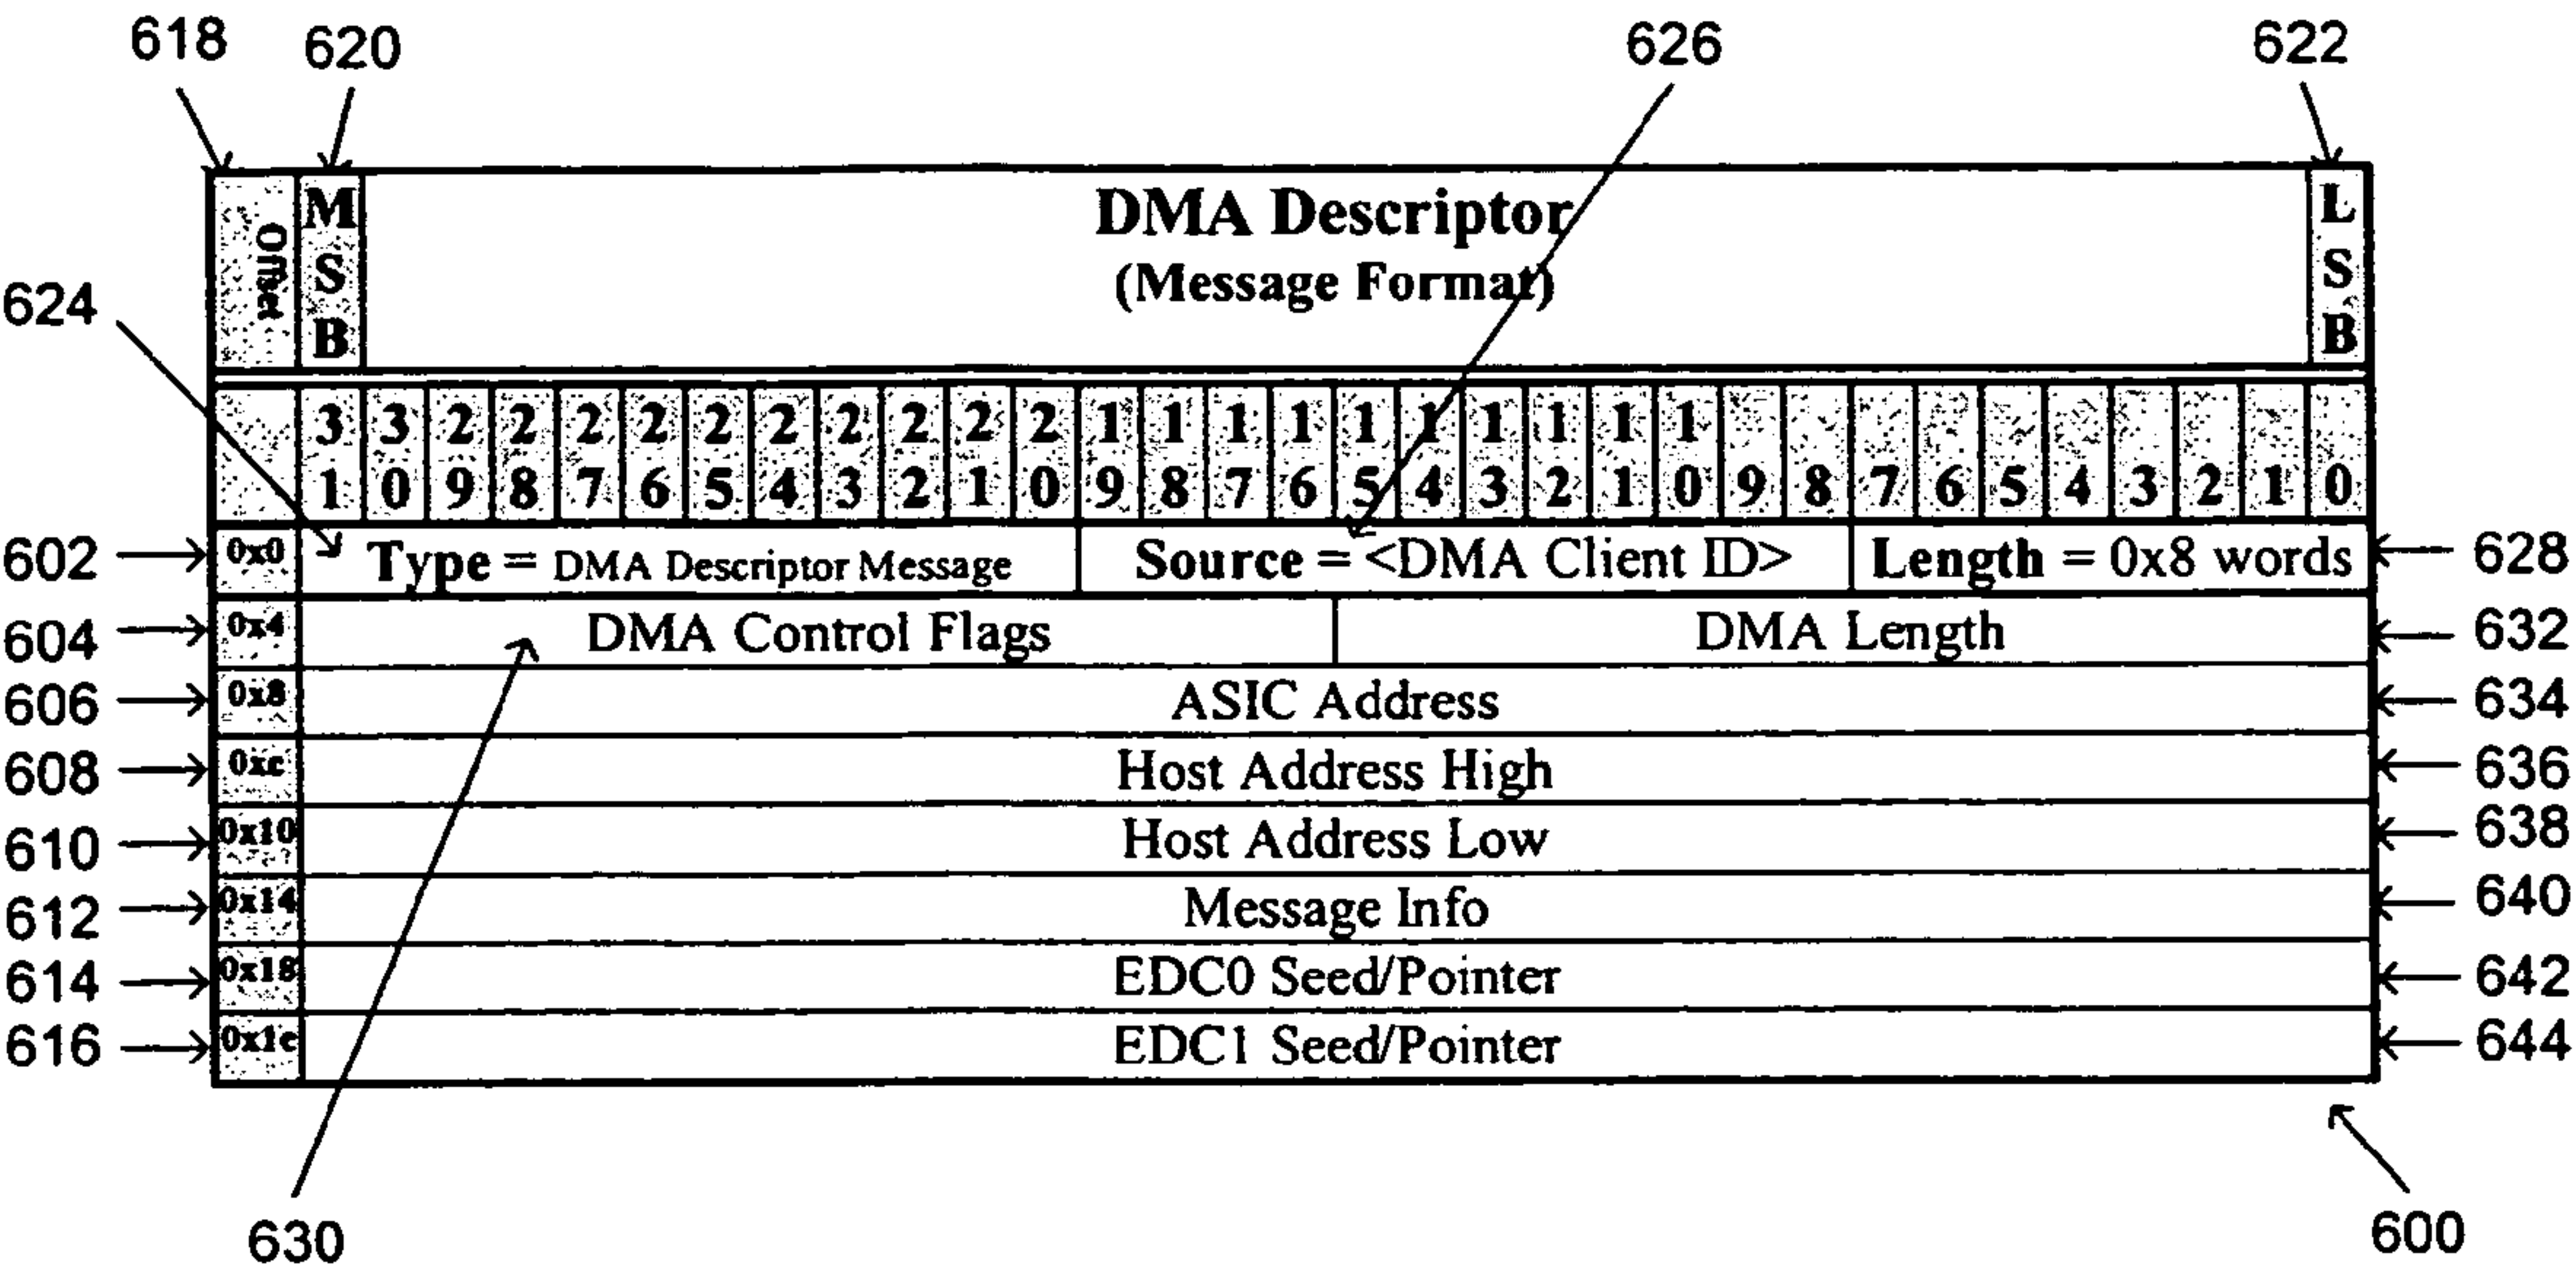 618 620 626 622
Offset
M
S
B
DMA Descriptor
(Message Format)
L
S
B
624
31 30 29 28 27 26 25 24 23 22 21 20 19 18 17 16 15 14 13 12 11 10 9 8 7 6 5 4 3 2 1 0
602 0x0 Type = DMA Descriptor Message Source = <DMA Client ID> Length = 0x8 words 628
604 0x4 DMA Control Flags DMA Length 632
606 0x8 ASIC Address 634
608 0xc Host Address High 636
610 0x10 Host Address Low 638
612 0x14 Message Info 640
614 0x18 EDC0 Seed/Pointer 642
616 0x1c EDC1 Seed/Pointer 644
630 600